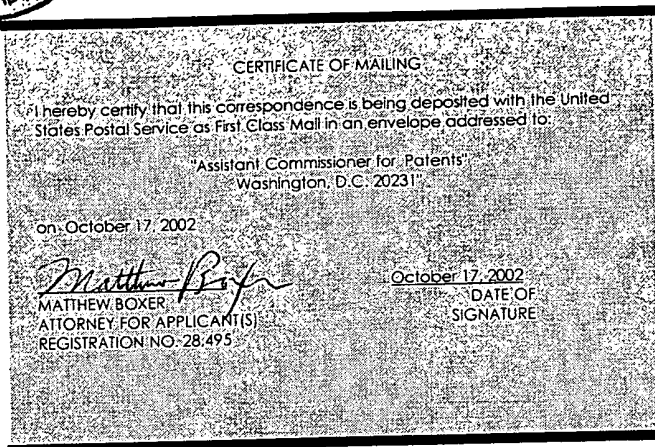 CERTIFICATE OF MAILING
I hereby certify that this correspondence is being deposited with the United
States Postal Service as First Class Mail in an envelope addressed to:
"Assistant Commissioner for Patents"
Washington, D.C. 20231"
on October 17, 2002
Matthew Boxer
MATTHEW BOXER
ATTORNEY FOR APPLICANT(S)
REGISTRATION NO. 28,495
October 17, 2002
DATE OF
SIGNATURE